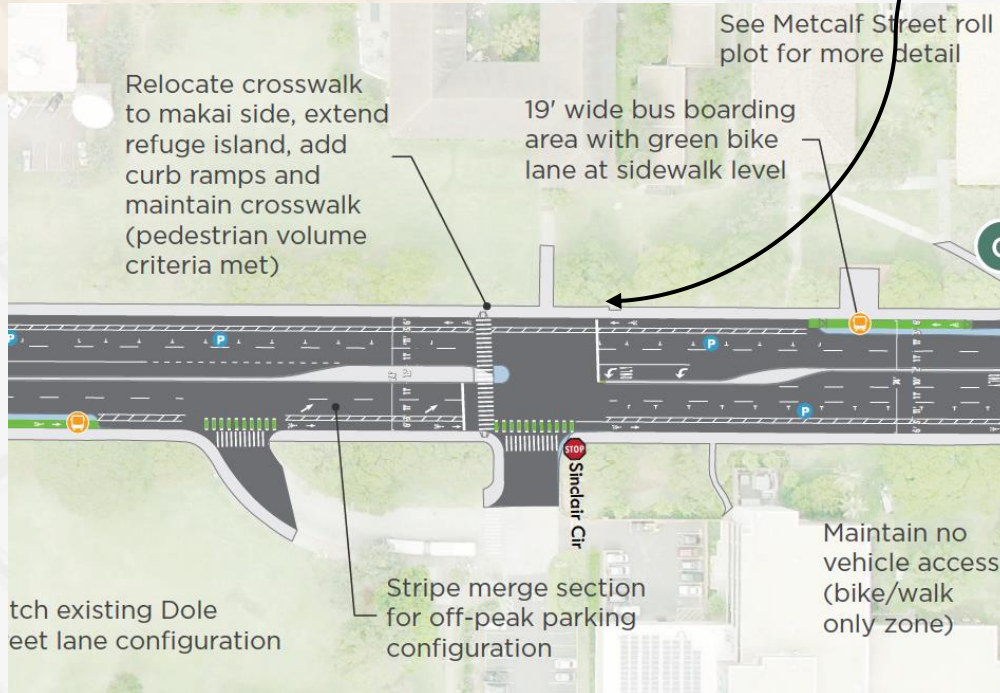 See Metcalf Street roll
plot for more detail
Relocate crosswalk
to makai side, extend
refuge island, add
curb ramps and
maintain crosswalk
(pedestrian volume
criteria met)
19' wide bus boarding
area with green bike
lane at sidewalk level
P
P
P
P
STOP
Sinclair Cir
Maintain no
vehicle access
(bike/walk
only zone)
Stripe merge section
for off-peak parking
configuration
tch existing Dole
eet lane configuration